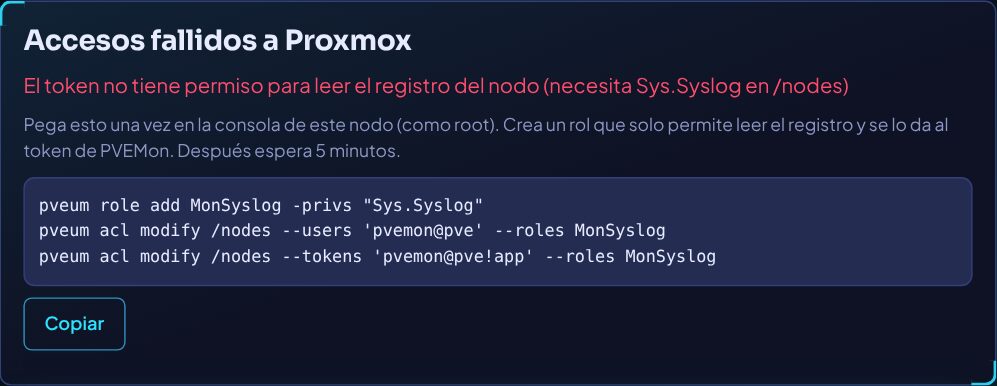 Accesos fallidos a Proxmox
El token no tiene permiso para leer el registro del nodo (necesita Sys.Syslog en /nodes)
Pega esto una vez en la consola de este nodo (como root). Crea un rol que solo permite leer el registro y se lo da al
token de PVEMon. Después espera 5 minutos.
pveum role add MonSyslog -privs "Sys.Syslog"
pveum acl modify /nodes --users 'pvemon@pve' --roles MonSyslog
pveum acl modify /nodes --tokens 'pvemon@pve!app' --roles MonSyslog
Copiar